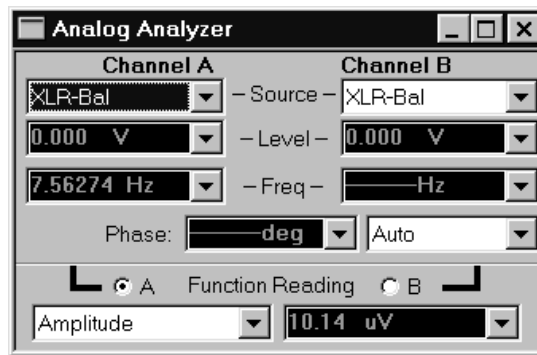 Analog Analyzer
Channel A Channel B
XLR-Bal – Source – XLR-Bal
0.000 V – Level – 0.000 V
7.56274 Hz – Freq – ———Hz
Phase: ———deg Auto
A Function Reading B
Amplitude 10.14 uV